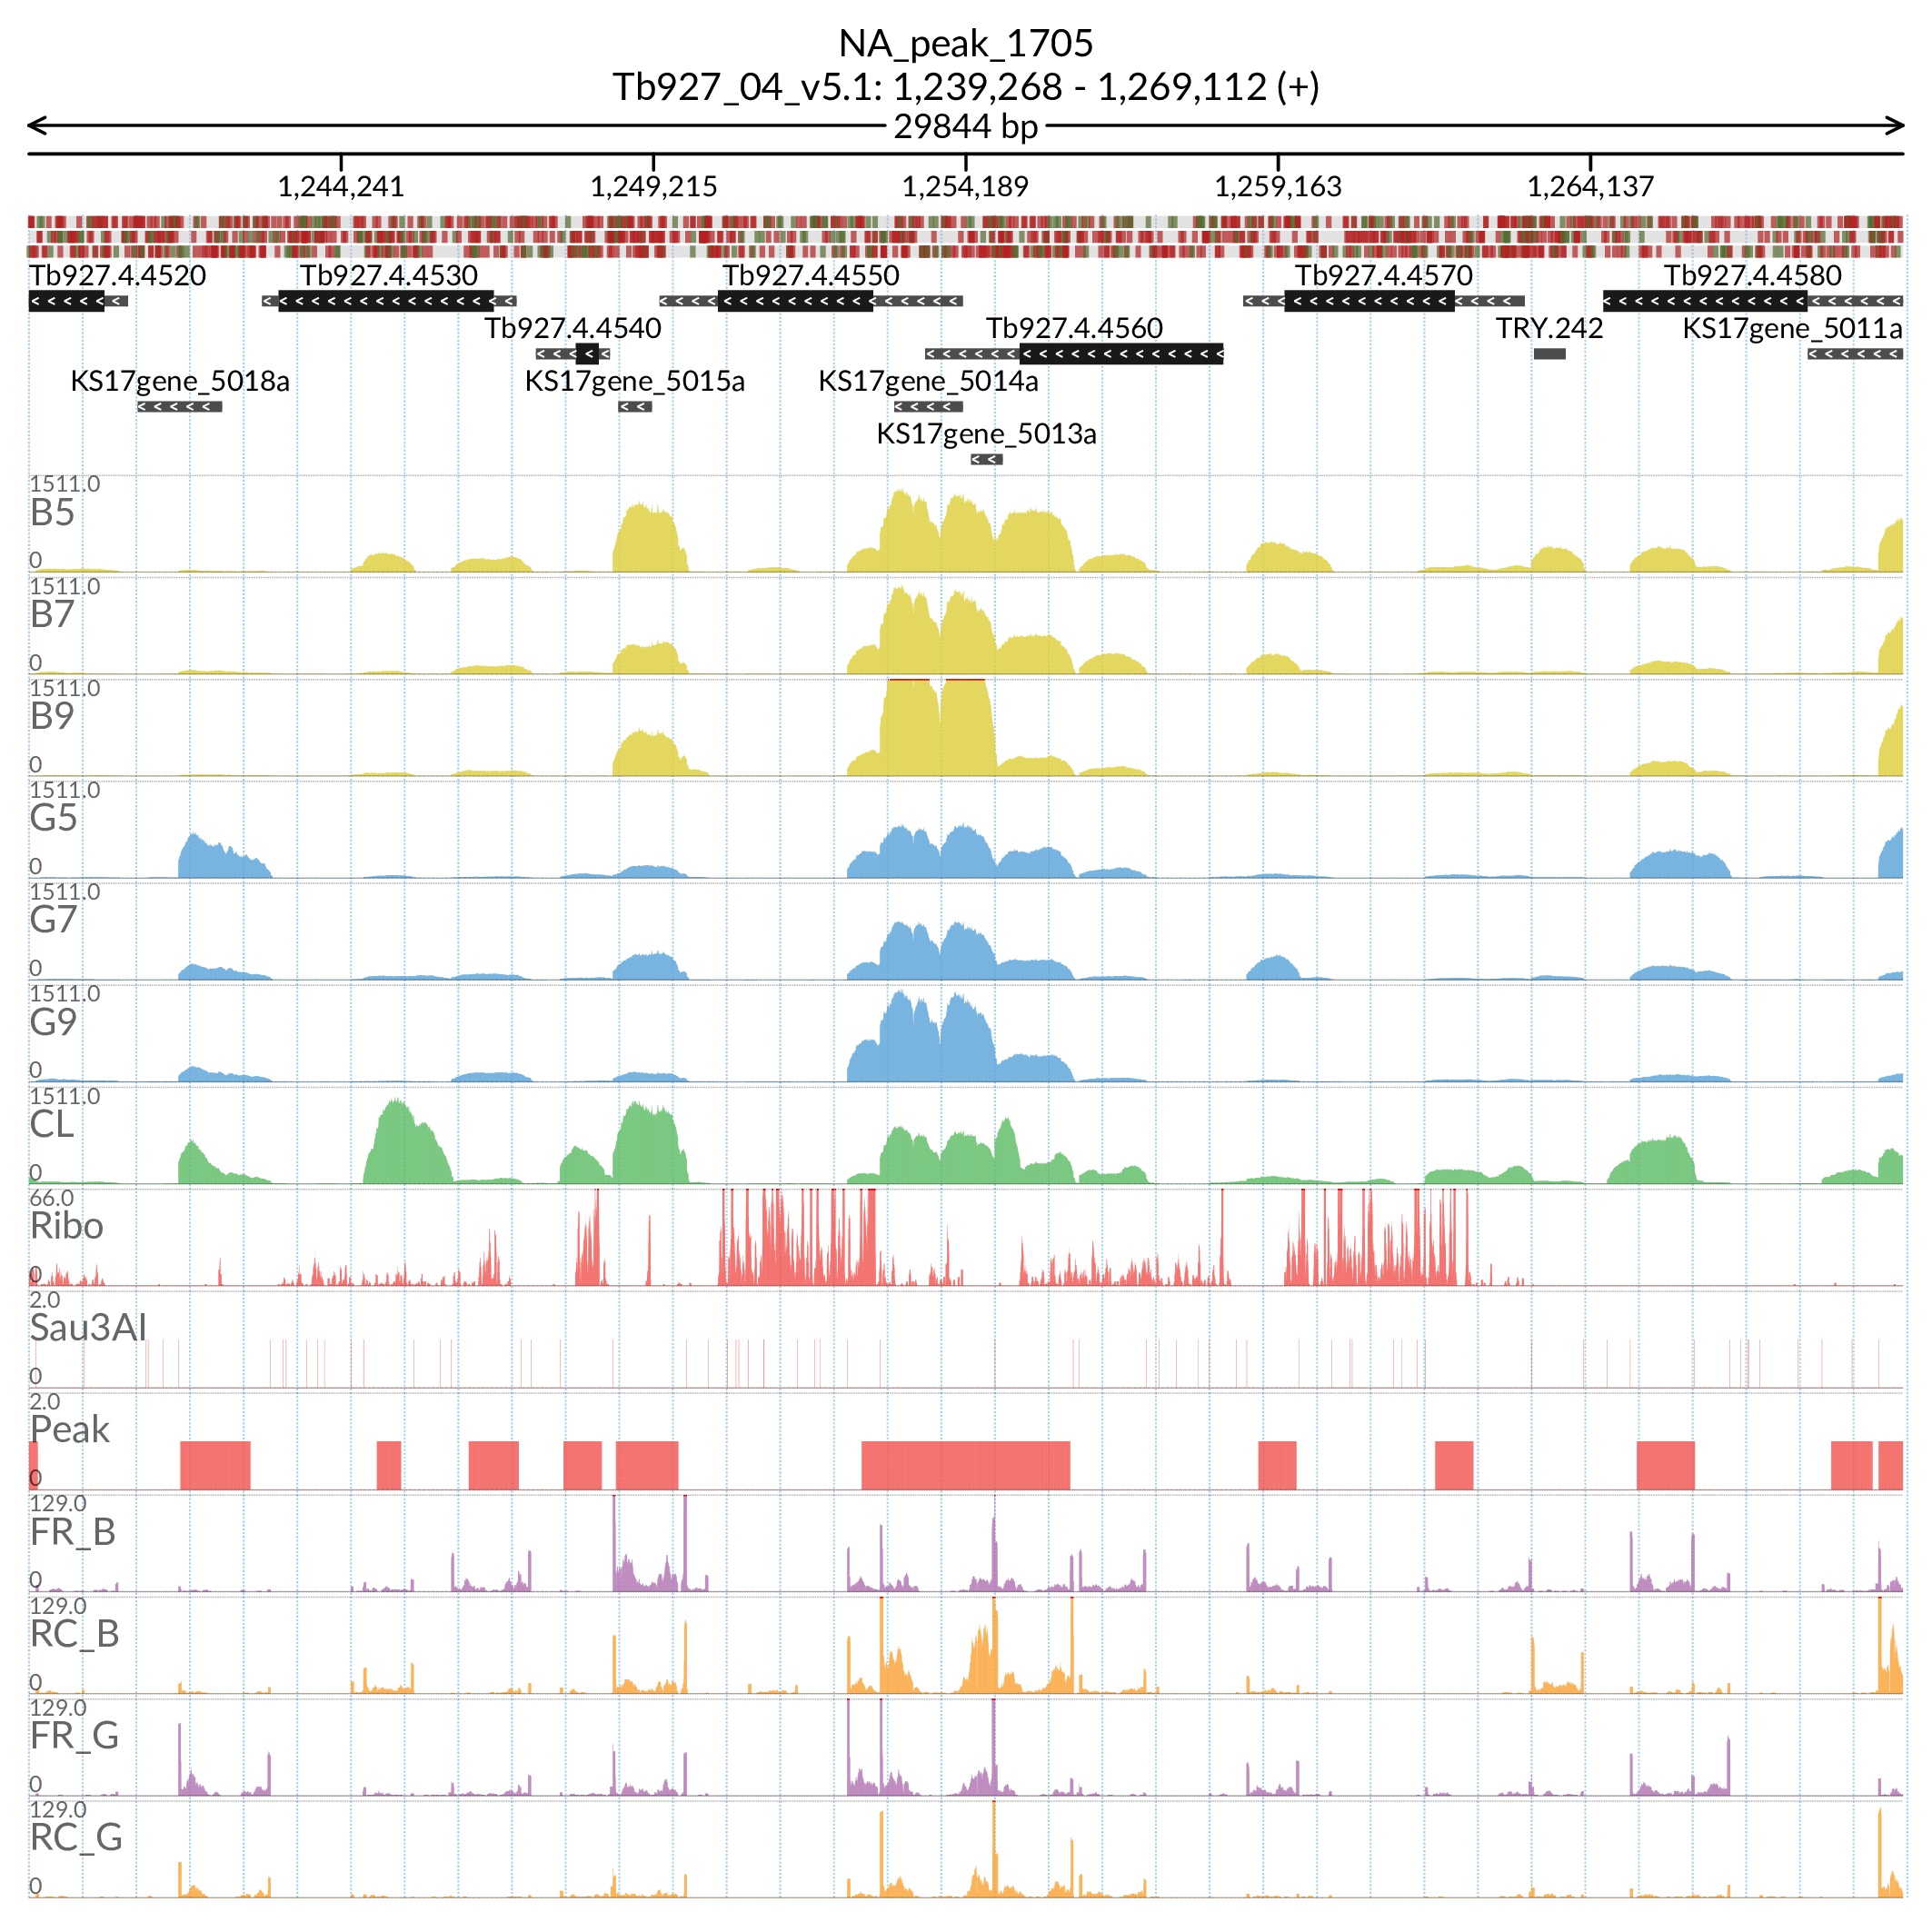 NA_peak_1705
Tb927_04_v5.1: 1,239,268 - 1,269,112 (+)
29844 bp
1,244,241 1,249,215 1,254,189 1,259,163 1,264,137
Tb927.4.4520 Tb927.4.4530 Tb927.4.4550 Tb927.4.4570 Tb927.4.4580
Tb927.4.4540 Tb927.4.4560 TRY.242 KS17gene_5011a
KS17gene_5018a KS17gene_5015a KS17gene_5014a
KS17gene_5013a
1511.0
B5
0
1511.0
B7
0
1511.0
B9
0
1511.0
G5
0
1511.0
G7
0
1511.0
G9
0
1511.0
CL
0
66.0
Ribo
0
2.0
Sau3AI
0
2.0
Peak
0
129.0
FR_B
0
129.0
RC_B
0
129.0
FR_G
0
129.0
RC_G
0